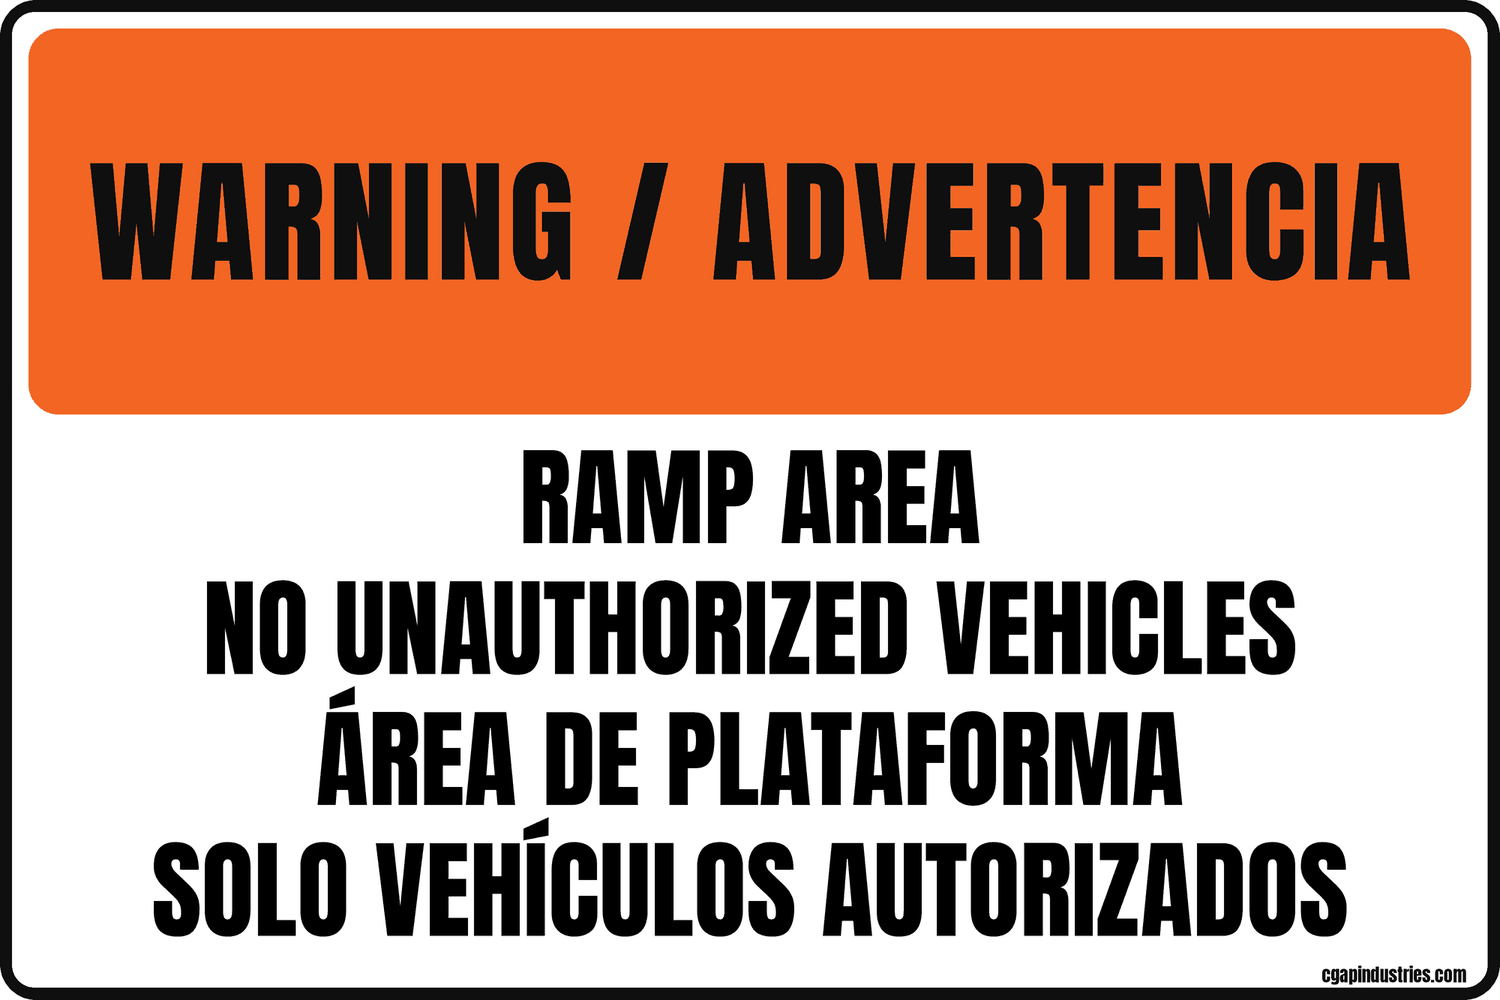 WARNING / ADVERTENCIA
RAMP AREA
NO UNAUTHORIZED VEHICLES
ÁREA DE PLATAFORMA
SOLO VEHÍCULOS AUTORIZADOS
cgapindustries.com